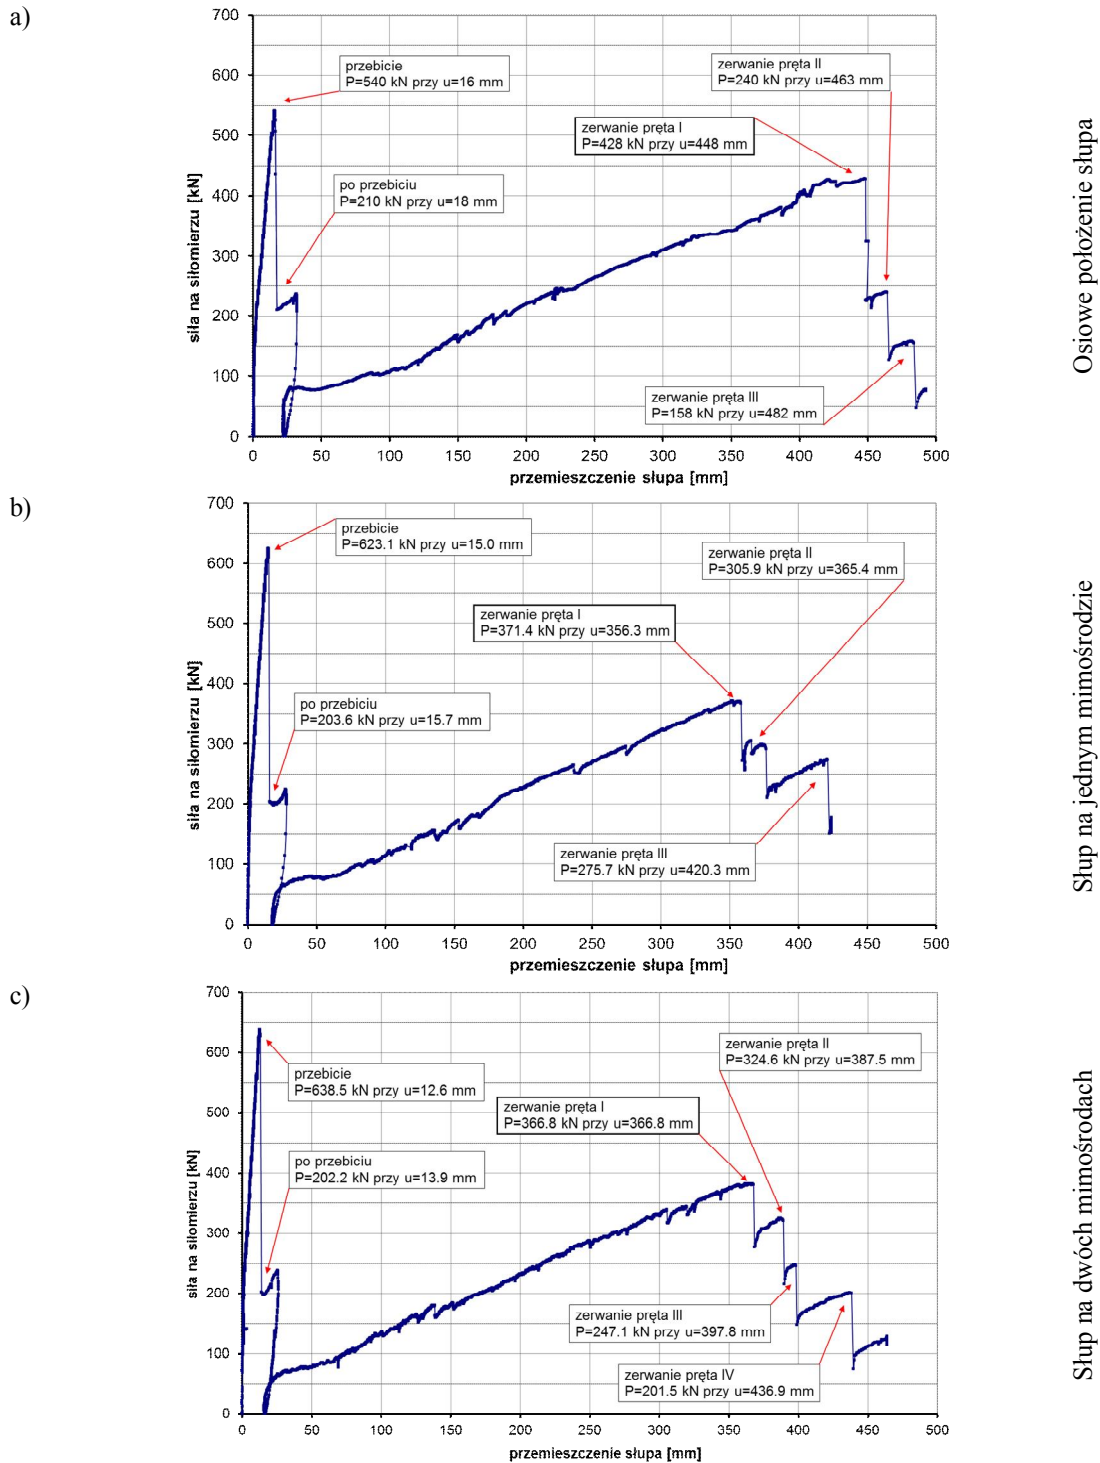 a)
700
600
500
400
300
200
100
0
siła na siłomierzu [kN]
przebicie
P=540 kN przy u=16 mm
po przebiciu
P=210 kN przy u=18 mm
zerwanie pręta I
P=428 kN przy u=448 mm
zerwanie pręta II
P=240 kN przy u=463 mm
zerwanie pręta III
P=158 kN przy u=482 mm
0 50 100 150 200 250 300 350 400 450 500
przemieszczenie słupa [mm]
Osiowe położenie słupa
b)
700
600
500
400
300
200
100
0
siła na siłomierzu [kN]
przebicie
P=623.1 kN przy u=15.0 mm
po przebiciu
P=203.6 kN przy u=15.7 mm
zerwanie pręta I
P=371.4 kN przy u=356.3 mm
zerwanie pręta II
P=305.9 kN przy u=365.4 mm
zerwanie pręta III
P=275.7 kN przy u=420.3 mm
0 50 100 150 200 250 300 350 400 450 500
przemieszczenie słupa [mm]
Słup na jednym mimośrodzie
c)
700
600
500
400
300
200
100
0
siła na siłomierzu [kN]
przebicie
P=638.5 kN przy u=12.6 mm
po przebiciu
P=202.2 kN przy u=13.9 mm
zerwanie pręta I
P=366.8 kN przy u=366.8 mm
zerwanie pręta II
P=324.6 kN przy u=387.5 mm
zerwanie pręta III
P=247.1 kN przy u=397.8 mm
zerwanie pręta IV
P=201.5 kN przy u=436.9 mm
0 50 100 150 200 250 300 350 400 450 500
przemieszczenie słupa [mm]
Słup na dwóch mimośrodach